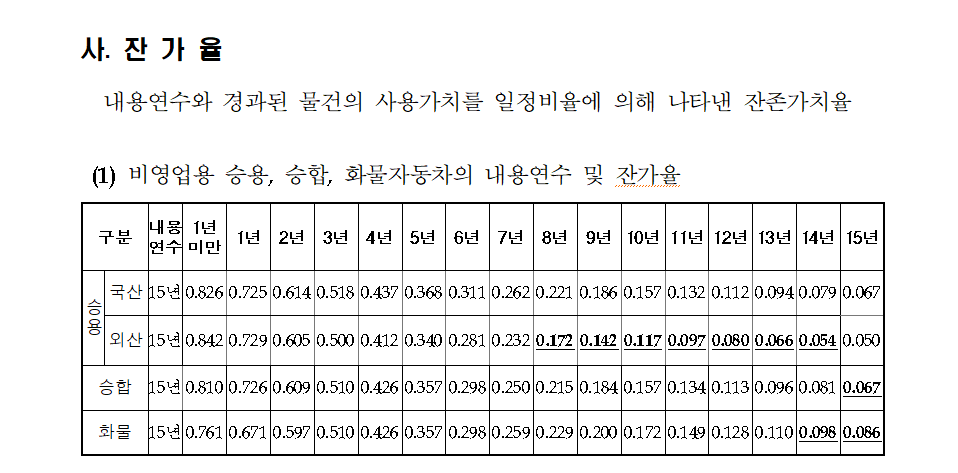 사. 잔 가 율
내용연수와 경과된 물건의 사용가치를 일정비율에 의해 나타낸 잔존가치율
(1) 비영업용 승용, 승합, 화물자동차의 내용연수 및 잔가율
구분 내용연수 1년미만 1년 2년 3년 4년 5년 6년 7년 8년 9년 10년 11년 12년 13년 14년 15년
승용 국산 15년 0.826 0.725 0.614 0.518 0.437 0.368 0.311 0.262 0.221 0.186 0.157 0.132 0.112 0.094 0.079 0.067
외산 15년 0.842 0.729 0.605 0.500 0.412 0.340 0.281 0.232 0.172 0.142 0.117 0.097 0.080 0.066 0.054 0.050
승합 15년 0.810 0.726 0.609 0.510 0.426 0.357 0.298 0.250 0.215 0.184 0.157 0.134 0.113 0.096 0.081 0.067
화물 15년 0.761 0.671 0.597 0.510 0.426 0.357 0.298 0.259 0.229 0.200 0.172 0.149 0.128 0.110 0.098 0.086